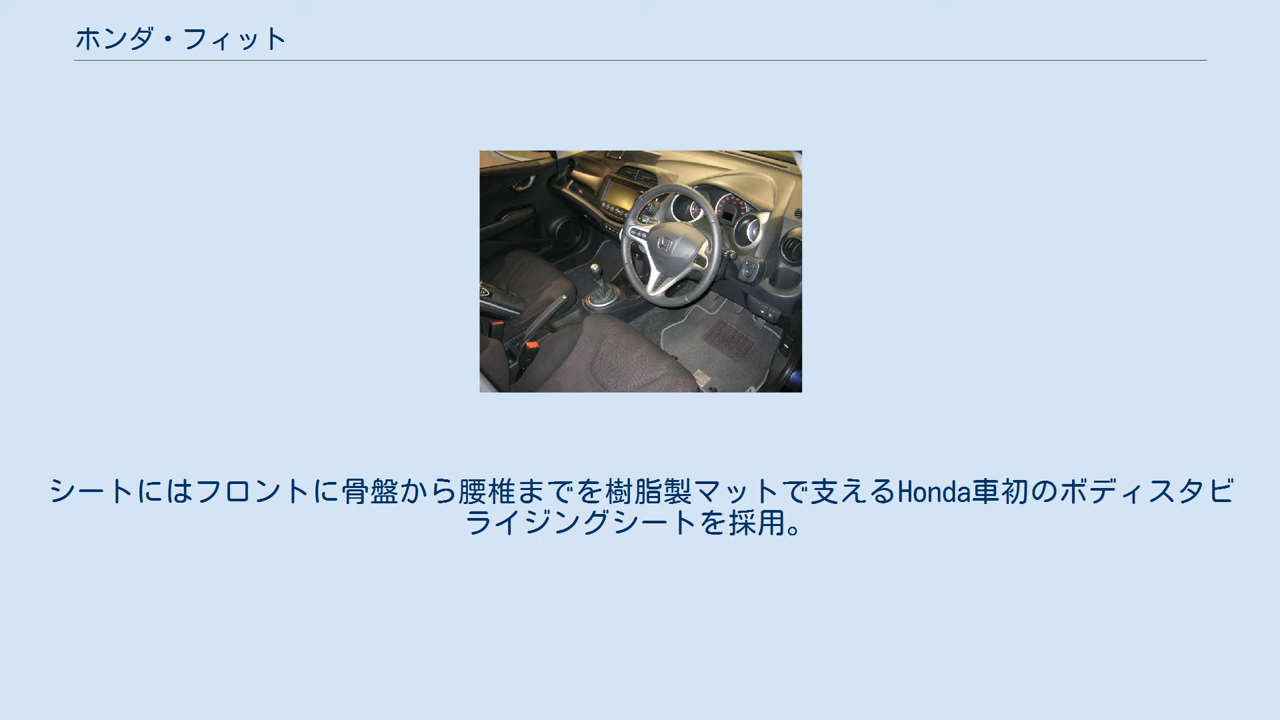 ホンダ・フィット
シートにはフロントに骨盤から腰椎までを樹脂製マットで支えるHonda車初のボディスタビ
ライジングシートを採用。